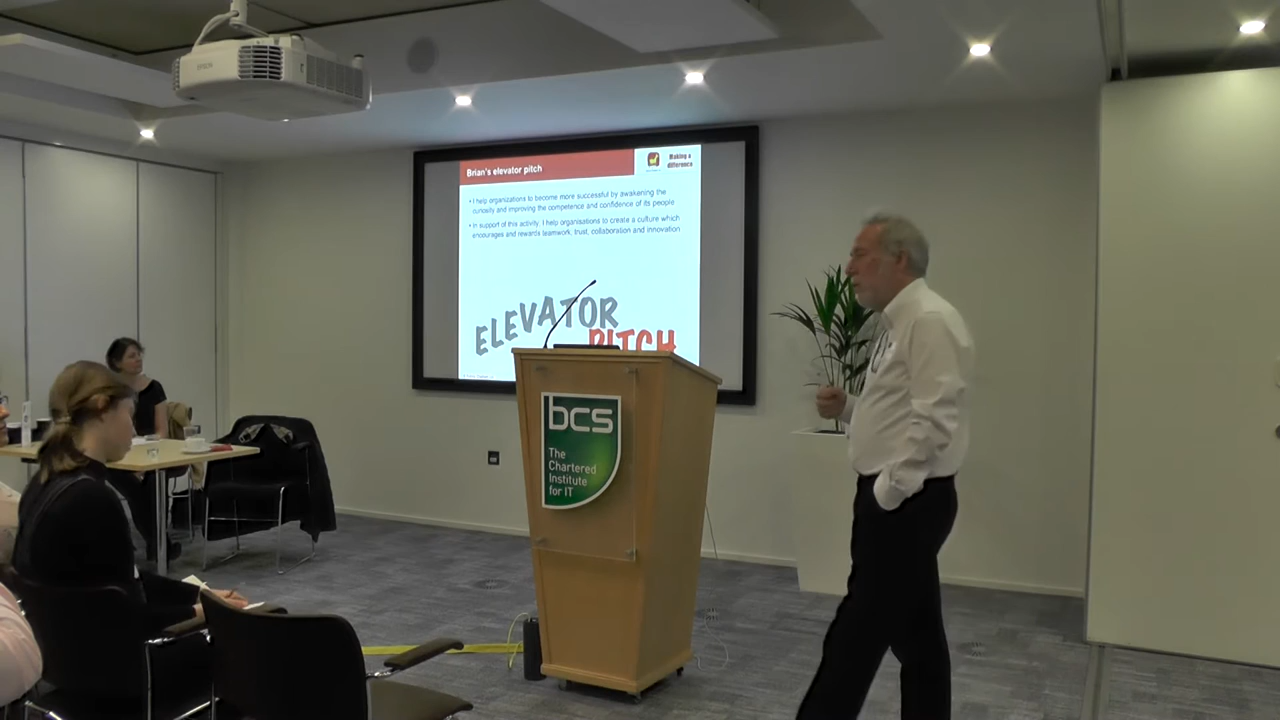 EPSON
Brian's elevator pitch
Making a
difference
• I help organizations to become more successful by awakening the
curiosity and improving the competence and confidence of its people
• In support of this activity, I help organisations to create a culture which
encourages and rewards teamwork, trust, collaboration and innovation
ELEVATOR
PITCH
bcs
The
Chartered
Institute
for IT